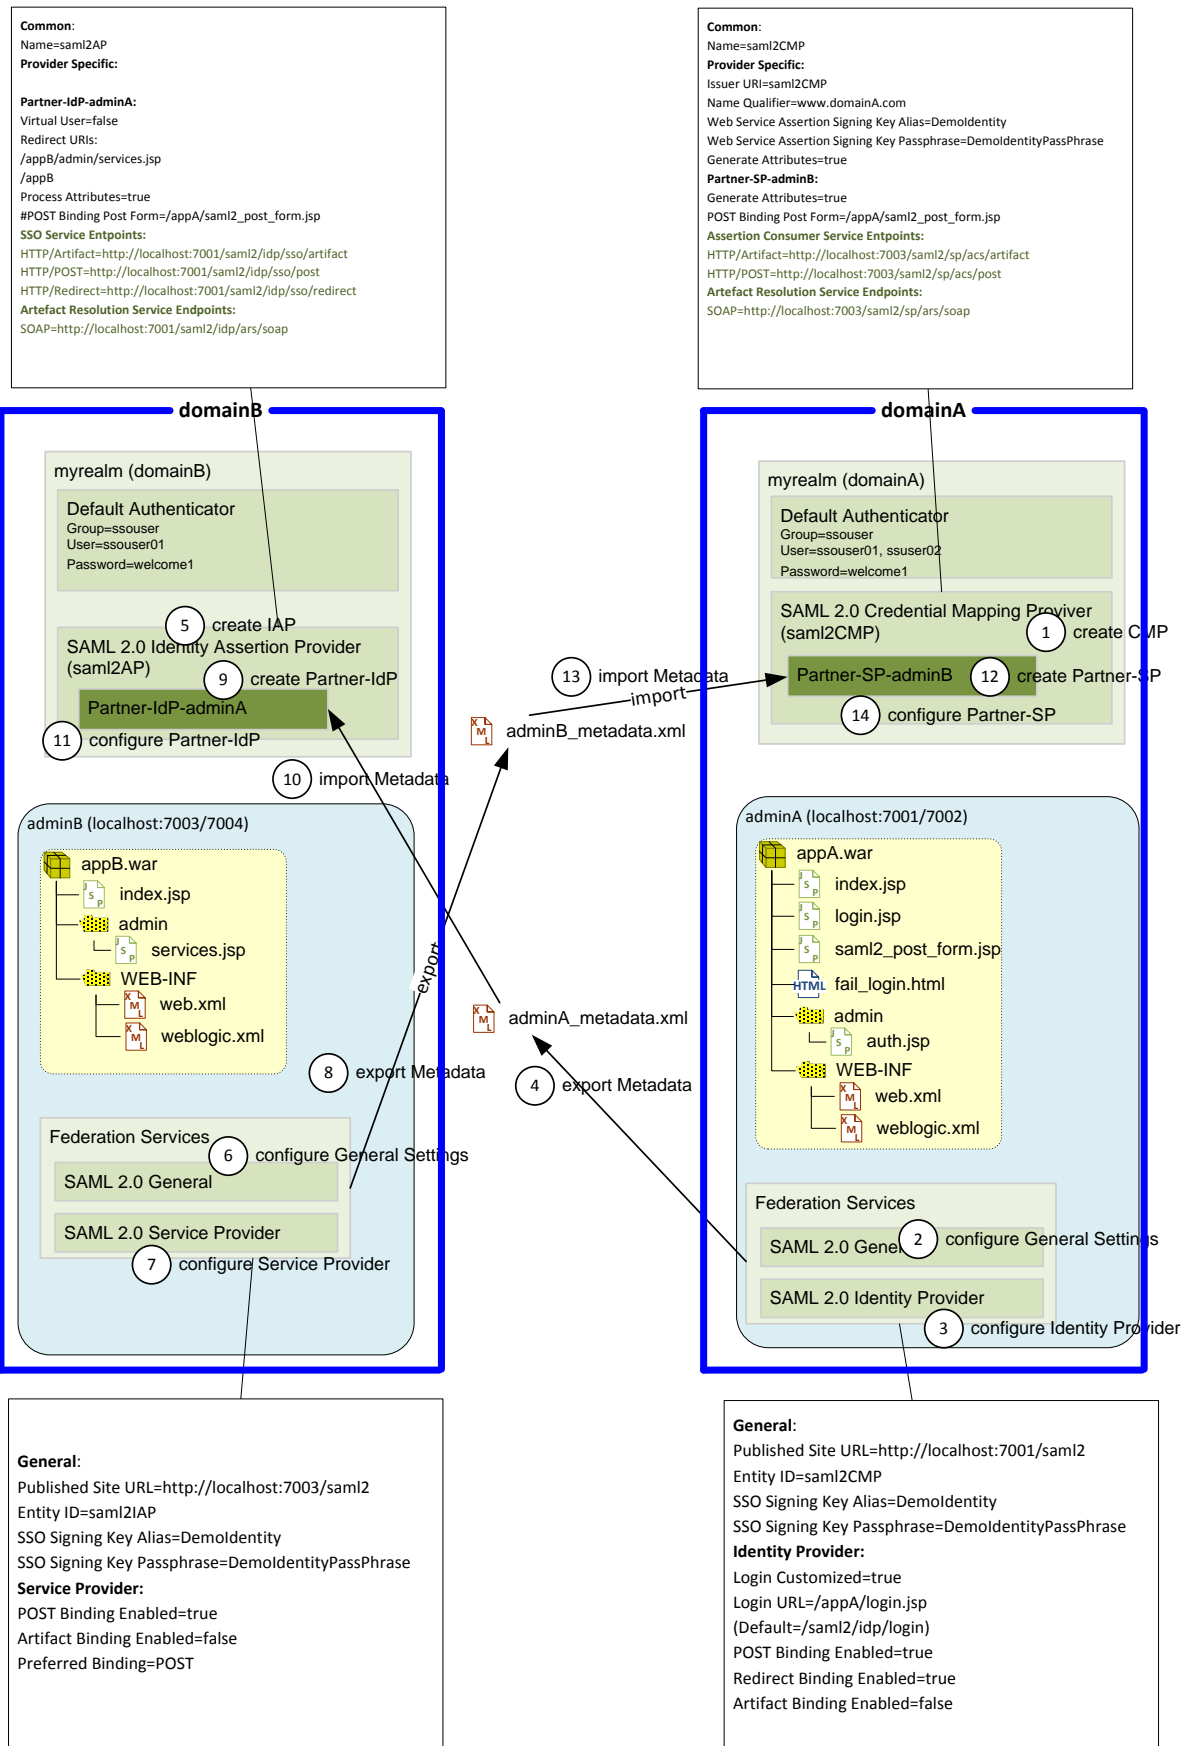 Common:
Name=saml2AP
Provider Specific:
Partner-IdP-adminA:
Virtual User=false
Redirect URIs:
/appB/admin/services.jsp
/appB
Process Attributes=true
#POST Binding Post Form=/appA/saml2_post_form.jsp
SSO Service Entpoints:
HTTP/Artifact=http://localhost:7001/saml2/idp/sso/artifact
HTTP/POST=http://localhost:7001/saml2/idp/sso/post
HTTP/Redirect=http://localhost:7001/saml2/idp/sso/redirect
Artefact Resolution Service Endpoints:
SOAP=http://localhost:7001/saml2/idp/ars/soap
Common:
Name=saml2CMP
Provider Specific:
Issuer URI=saml2CMP
Name Qualifier=www.domainA.com
Web Service Assertion Signing Key Alias=DemoIdentity
Web Service Assertion Signing Key Passphrase=DemoIdentityPassPhrase
Generate Attributes=true
Partner-SP-adminB:
Generate Attributes=true
POST Binding Post Form=/appA/saml2_post_form.jsp
Assertion Consumer Service Entpoints:
HTTP/Artifact=http://localhost:7003/saml2/sp/acs/artifact
HTTP/POST=http://localhost:7003/saml2/sp/acs/post
Artefact Resolution Service Endpoints:
SOAP=http://localhost:7003/saml2/sp/ars/soap
domainB
myrealm (domainB)
Default Authenticator
Group=ssouser
User=ssouser01
Password=welcome1
5 create IAP
SAML 2.0 Identity Assertion Provider
(saml2AP)
9 create Partner-IdP
Partner-IdP-adminA
11 configure Partner-IdP
10 import Metadata
domainA
myrealm (domainA)
Default Authenticator
Group=ssouser
User=ssouser01, ssuser02
Password=welcome1
SAML 2.0 Credential Mapping Proviver
(saml2CMP)
1 create CMP
Partner-SP-adminB
12 create Partner-SP
14 configure Partner-SP
13 import Metadata
import
XML adminB_metadata.xml
export
XML adminA_metadata.xml
8 export Metadata
4 export Metadata
adminB (localhost:7003/7004)
appB.war
JSP index.jsp
admin
JSP services.jsp
WEB-INF
XML web.xml
XML weblogic.xml
Federation Services
6 configure General Settings
SAML 2.0 General
SAML 2.0 Service Provider
7 configure Service Provider
adminA (localhost:7001/7002)
appA.war
JSP index.jsp
JSP login.jsp
JSP saml2_post_form.jsp
HTML fail_login.html
admin
JSP auth.jsp
WEB-INF
XML web.xml
XML weblogic.xml
Federation Services
SAML 2.0 General
2 configure General Settings
SAML 2.0 Identity Provider
3 configure Identity Provider
General:
Published Site URL=http://localhost:7003/saml2
Entity ID=saml2IAP
SSO Signing Key Alias=DemoIdentity
SSO Signing Key Passphrase=DemoIdentityPassPhrase
Service Provider:
POST Binding Enabled=true
Artifact Binding Enabled=false
Preferred Binding=POST
General:
Published Site URL=http://localhost:7001/saml2
Entity ID=saml2CMP
SSO Signing Key Alias=DemoIdentity
SSO Signing Key Passphrase=DemoIdentityPassPhrase
Identity Provider:
Login Customized=true
Login URL=/appA/login.jsp
(Default=/saml2/idp/login)
POST Binding Enabled=true
Redirect Binding Enabled=true
Artifact Binding Enabled=false